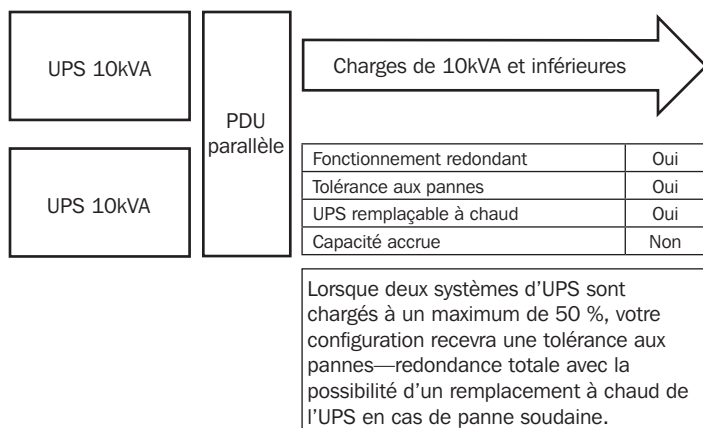 UPS 10kVA
UPS 10kVA
PDU
parallèle
Charges de 10kVA et inférieures
Fonctionnement redondant Oui
Tolérance aux pannes Oui
UPS remplaçable à chaud Oui
Capacité accrue Non
Lorsque deux systèmes d'UPS sont
chargés à un maximum de 50 %, votre
configuration recevra une tolérance aux
pannes—redondance totale avec la
possibilité d'un remplacement à chaud de
l'UPS en cas de panne soudaine.